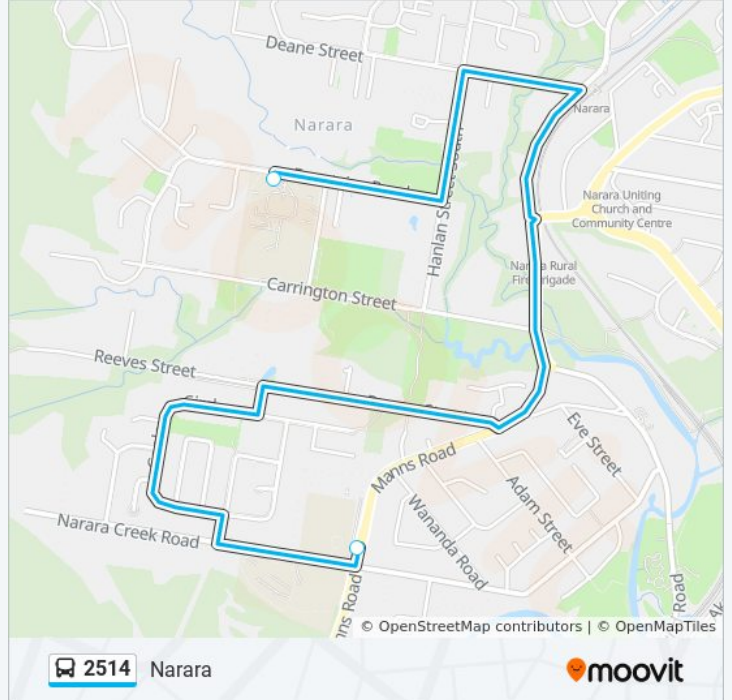 Deane Street
Narara
Narara
Hanlan Street South
Narara Uniting
Church and
Community Centre
Narara Rural
Fire Brigade
Carrington Street
Reeves Street
Manns Road
Eve Street
Adam Street
Wananda Road
Narara Creek Road
Road
© OpenStreetMap contributors | © OpenMapTiles
2514 Narara
moovit